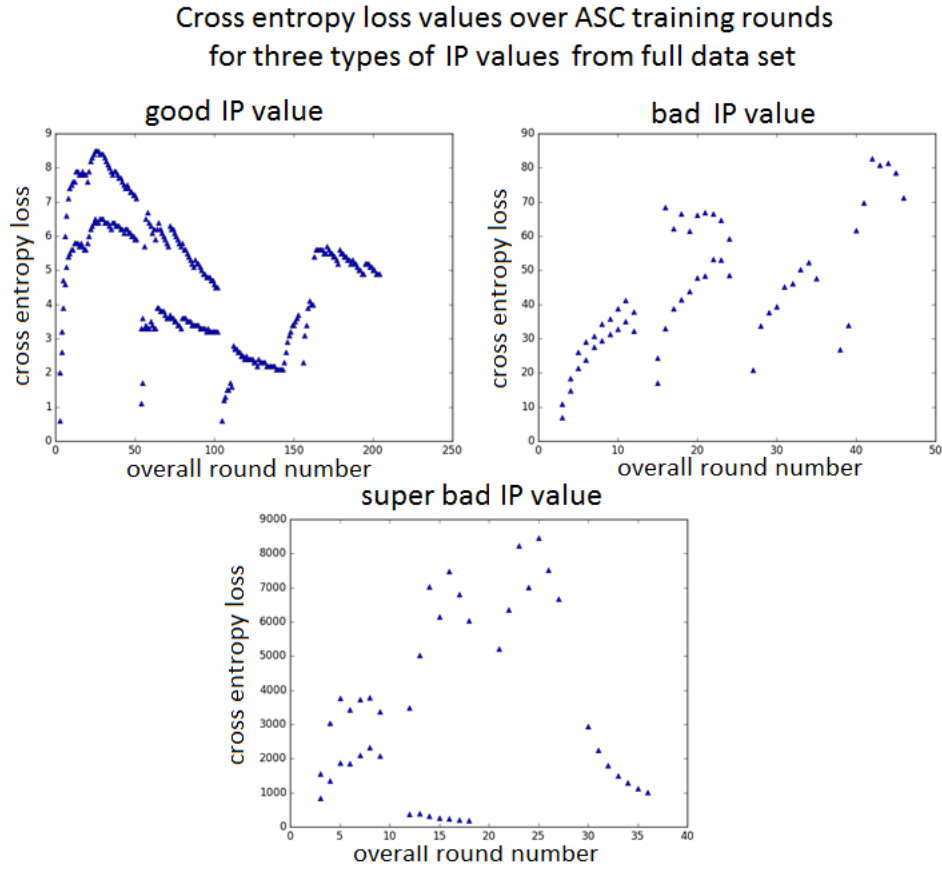 Cross entropy loss values over ASC training rounds
for three types of IP values from full data set
good IP value
cross entropy loss
9
8
7
6
5
4
3
2
1
0
0 50 100 150 200 250
overall round number
bad IP value
cross entropy loss
90
80
70
60
50
40
30
20
10
0
0 10 20 30 40 50
overall round number
super bad IP value
cross entropy loss
9000
8000
7000
6000
5000
4000
3000
2000
1000
0
0 5 10 15 20 25 30 35 40
overall round number